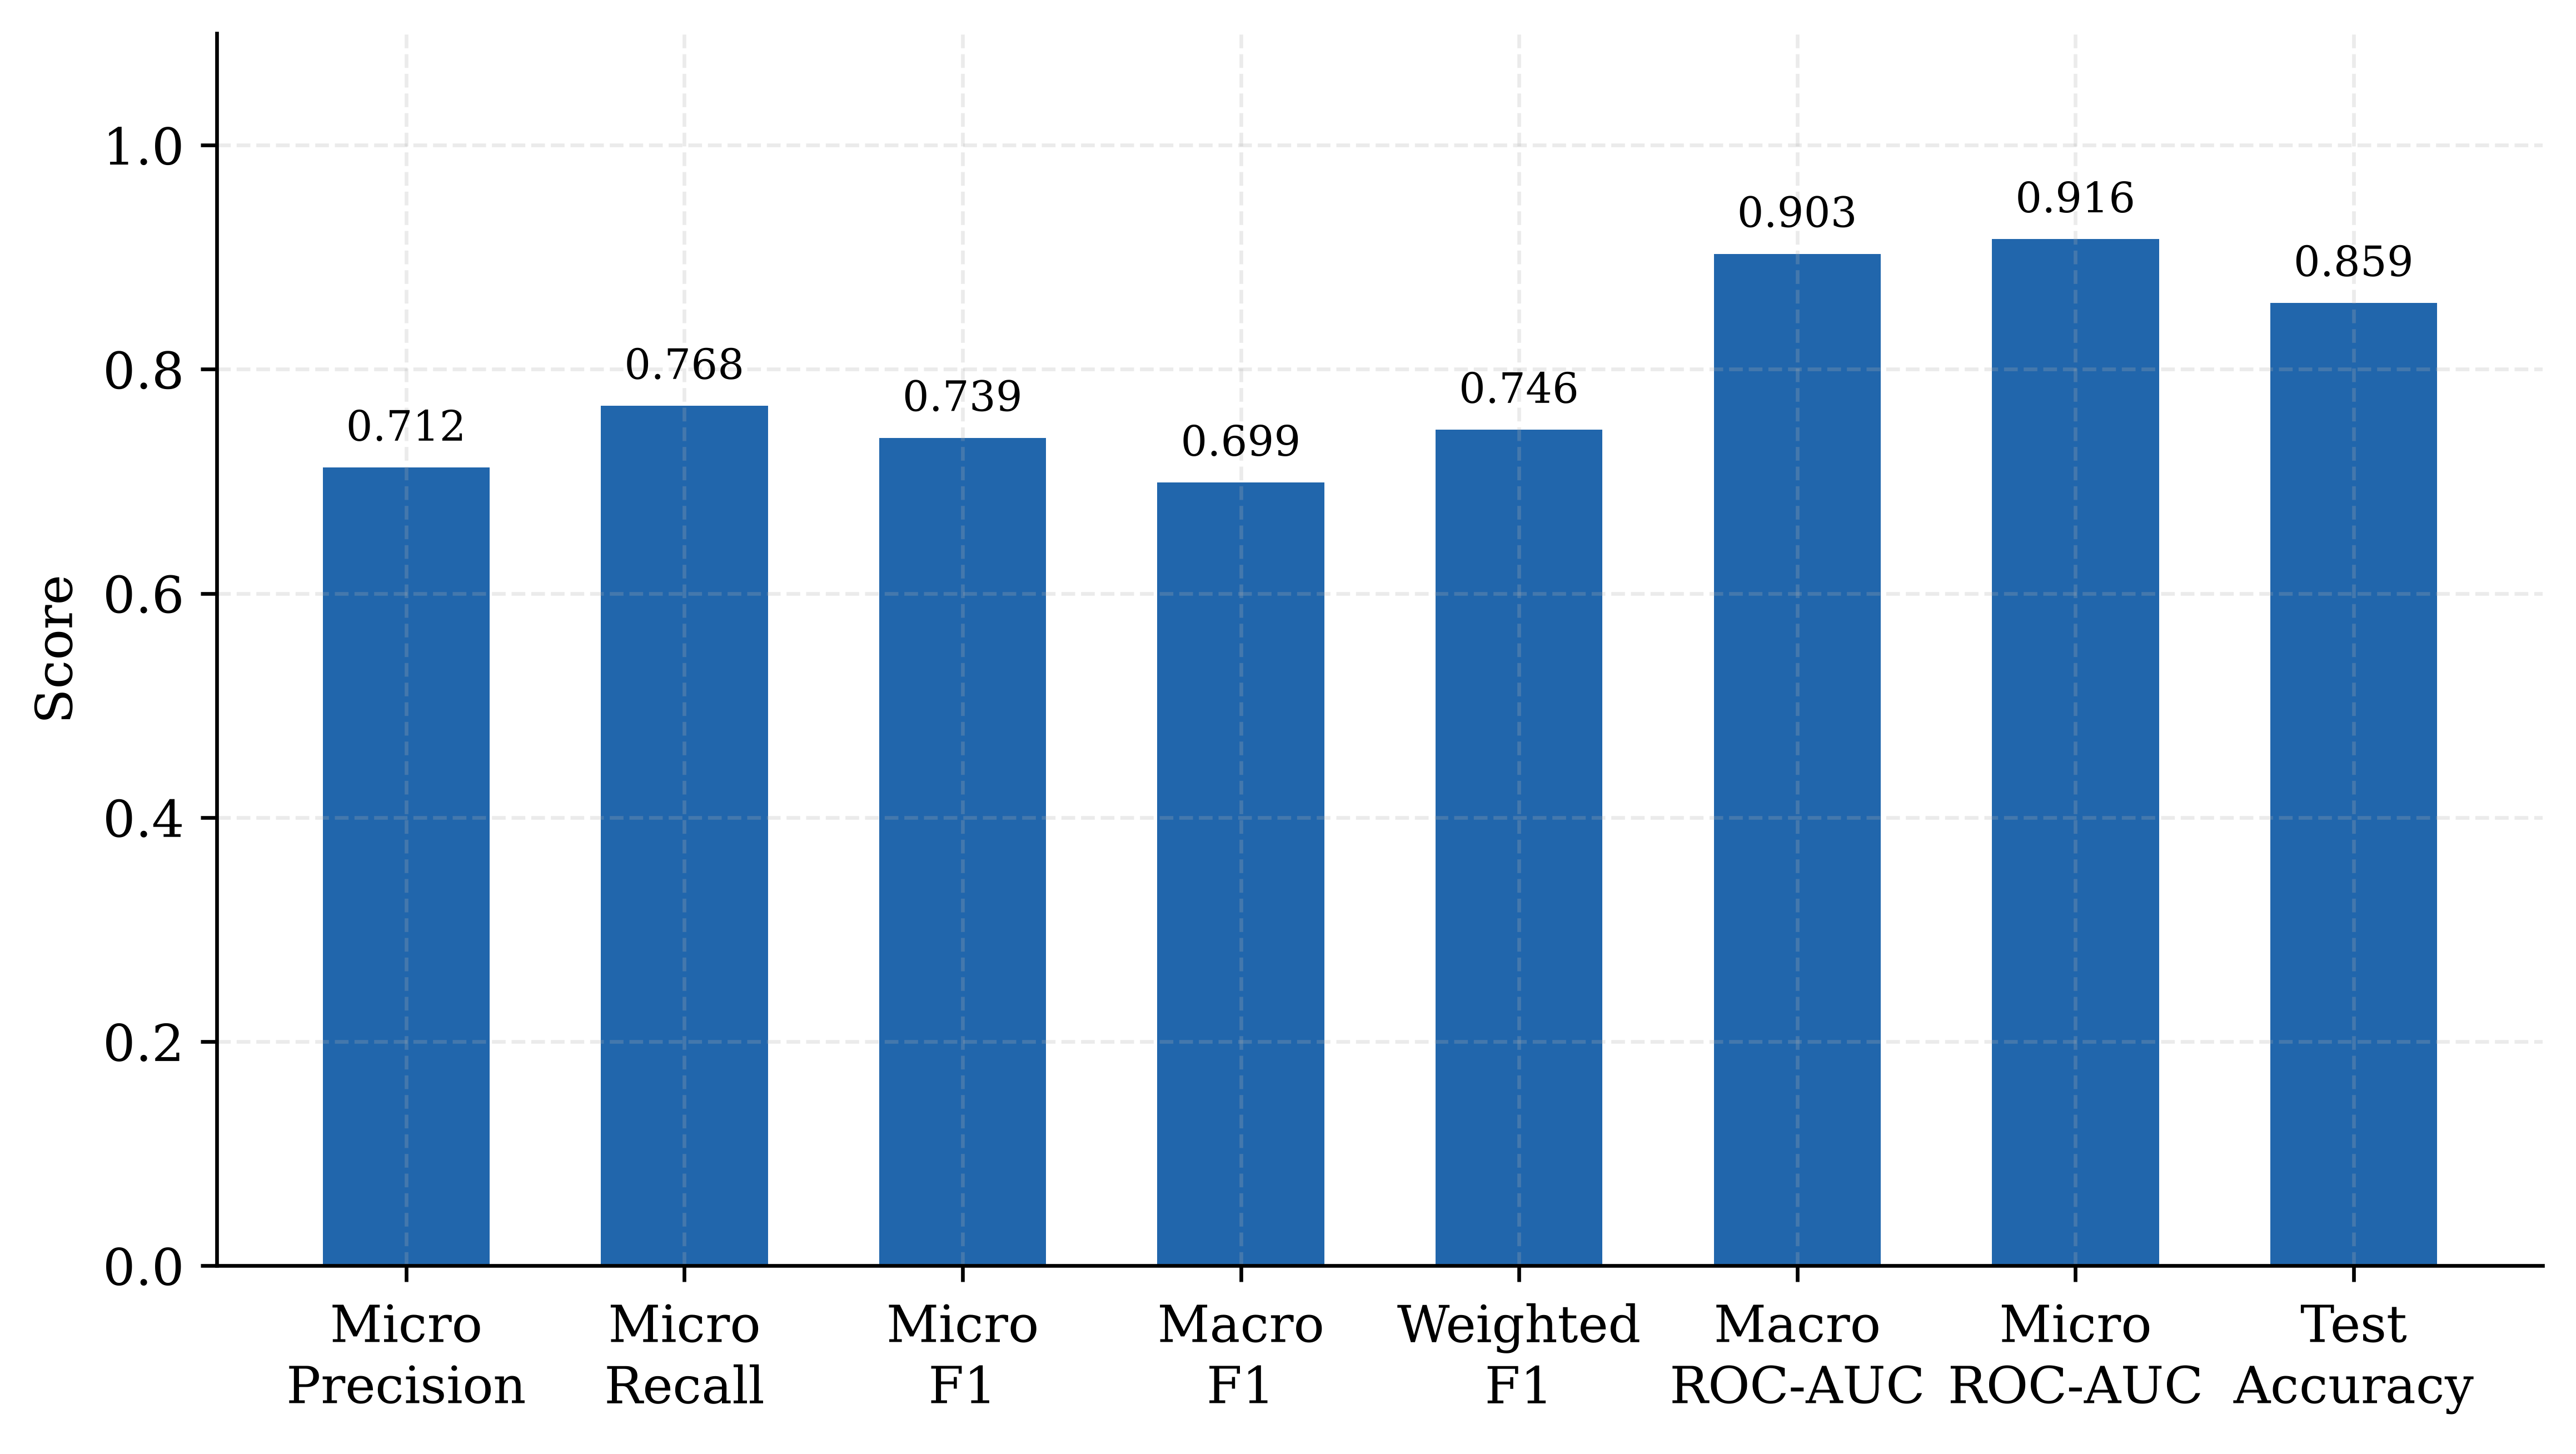 Score
1.0
0.8
0.6
0.4
0.2
0.0
0.712
0.768
0.739
0.699
0.746
0.903
0.916
0.859
Micro
Precision
Micro
Recall
Micro
F1
Macro
F1
Weighted
F1
Macro
ROC-AUC
Micro
ROC-AUC
Test
Accuracy